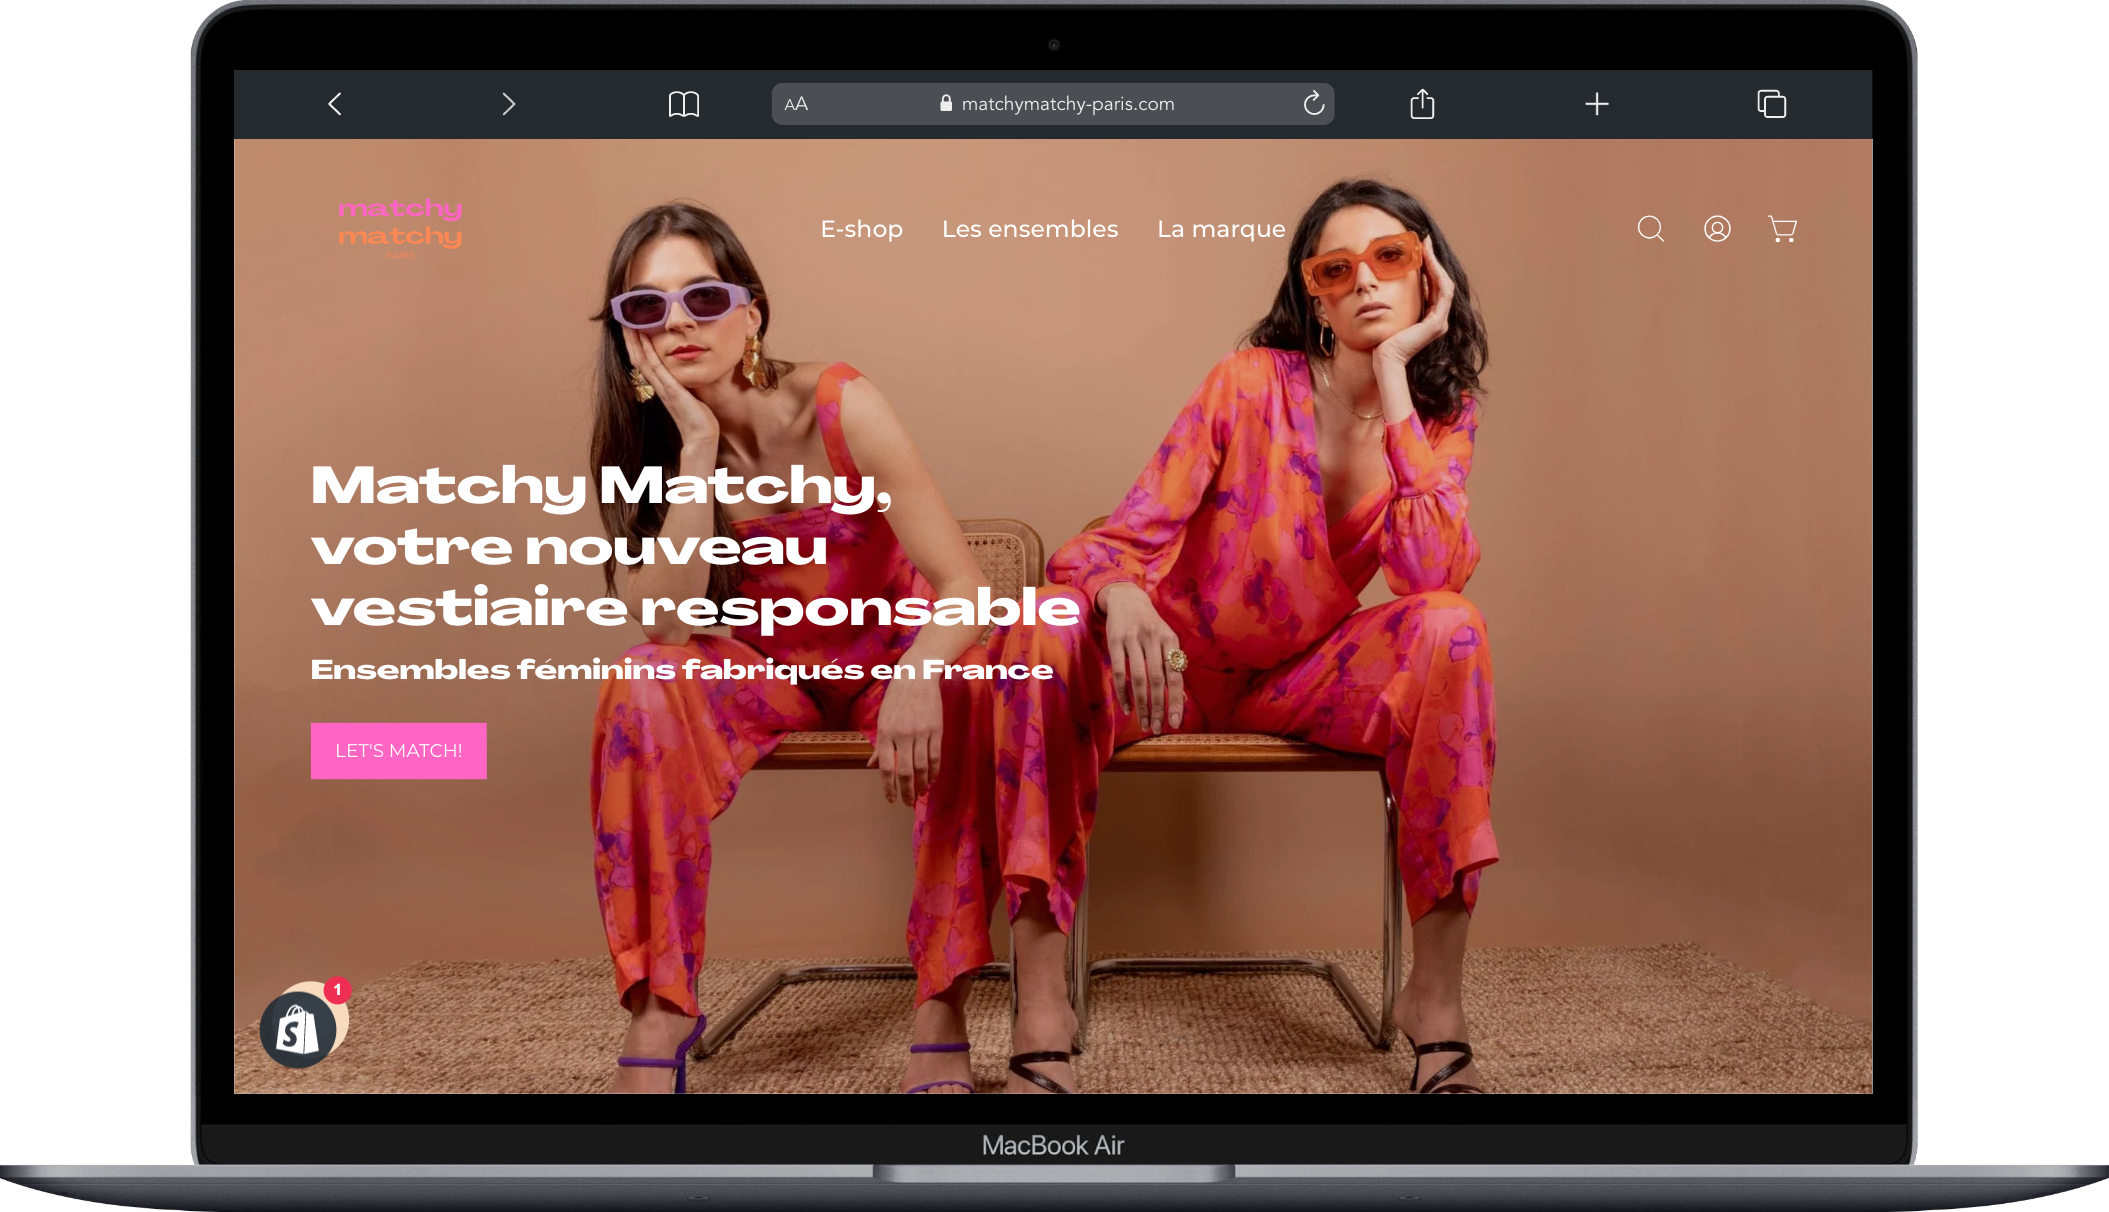 AA
matchymatchy-paris.com
matchy
matchy
PARIS
E-shop Les ensembles La marque
Matchy Matchy,
votre nouveau
vestiaire responsable
Ensembles féminins fabriqués en France
LET'S MATCH!
1
S
MacBook Air